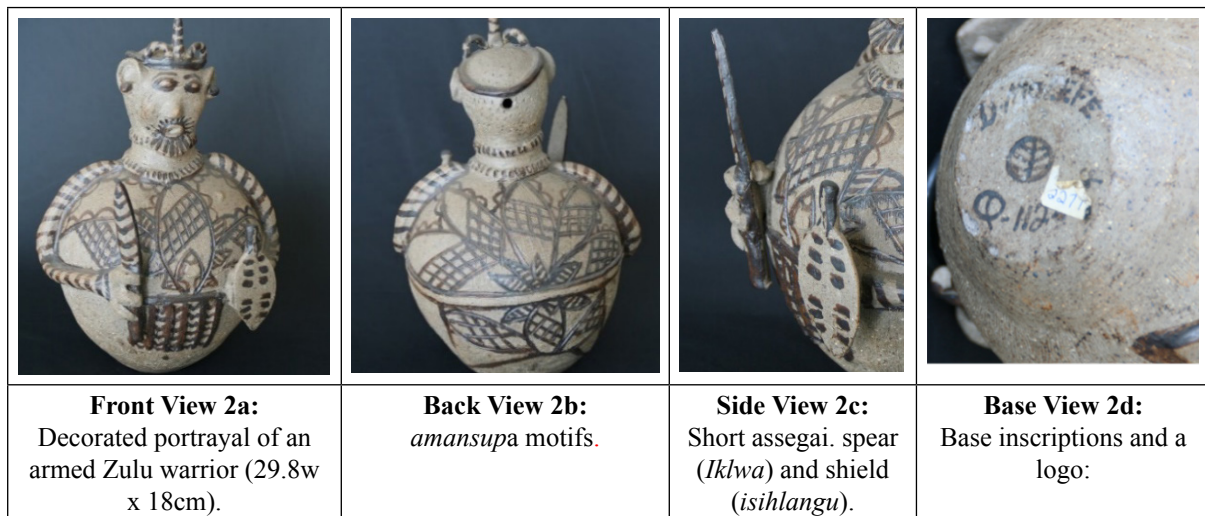 Front View 2a:
Decorated portrayal of an
armed Zulu warrior (29.8w
x 18cm).
Back View 2b:
amansupa motifs.
Side View 2c:
Short assegai. spear
(Iklwa) and shield
(isihlangu).
Base View 2d:
Base inscriptions and a
logo: